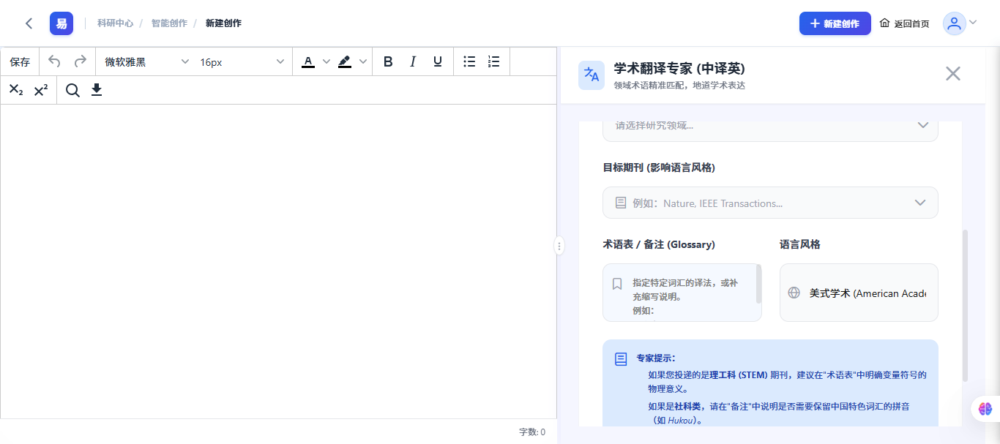 易 科研中心 / 智能创作 / 新建创作
新建创作 返回首页
保存 微软雅黑 16px A B I U
X₂ X²
字数: 0
学术翻译专家 (中译英)
领域术语精准匹配，地道学术表达
请选择研究领域...
目标期刊 (影响语言风格)
例如：Nature, IEEE Transactions...
术语表 / 备注 (Glossary) 语言风格
指定特定词汇的译法，或补
充缩写说明。
例如：
美式学术 (American Acade
专家提示：
如果您投递的是理工科 (STEM) 期刊，建议在"术语表"中明确变量符号的
物理意义。
如果是社科类，请在"备注"中说明是否需要保留中国特色词汇的拼音
（如 Hukou）。